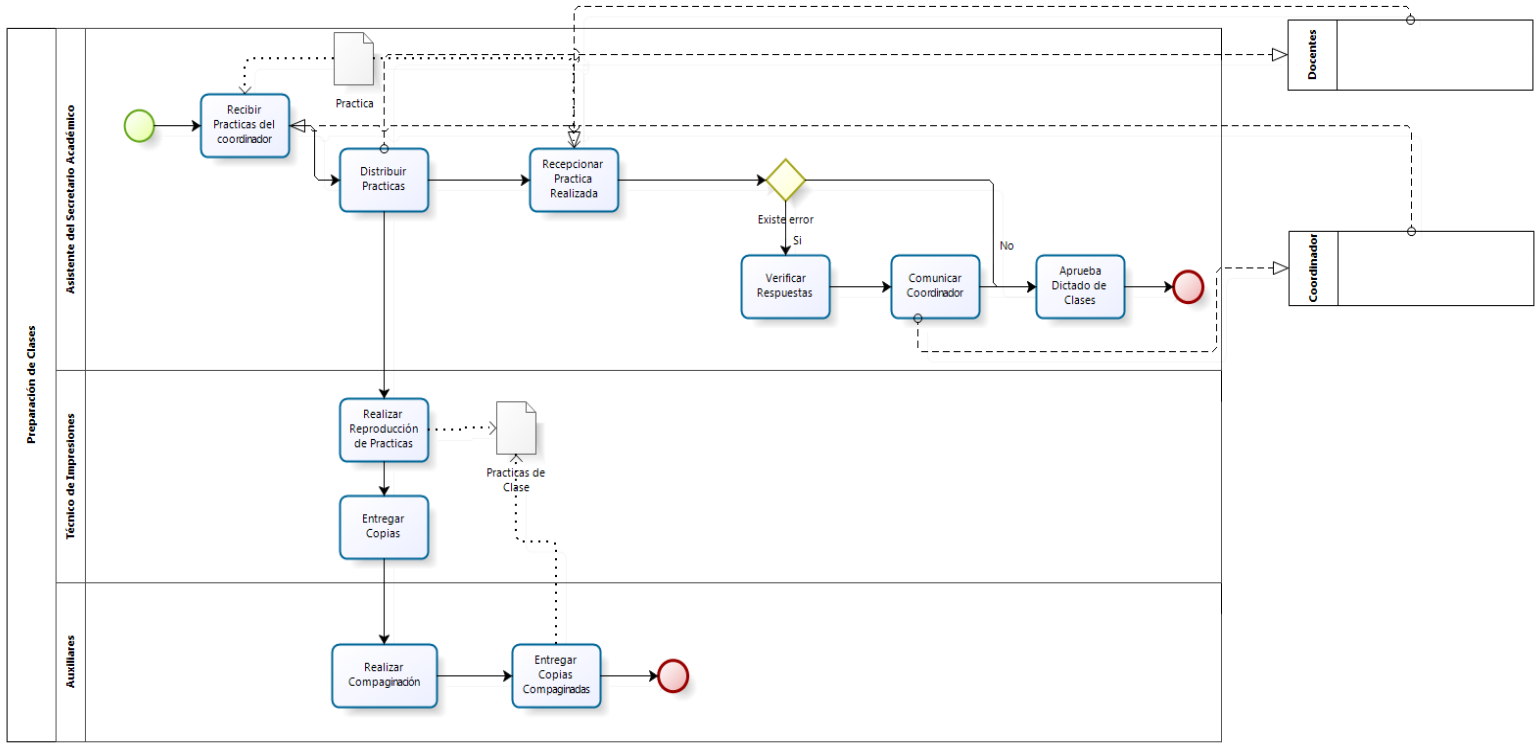 Preparación de Clases
Asistente del Secretario Académico
Practica
Recibir
Practicas del
coordinador
Distribuir
Practicas
Recepcionar
Practica
Realizada
Existe error
Si
No
Verificar
Respuestas
Comunicar
Coordinador
Aprueba
Dictado de
Clases
Docentes
Coordinador
Técnico de Impresiones
Realizar
Reproducción
de Practicas
Practicas de
Clase
Entregar
Copias
Auxiliares
Realizar
Compaginación
Entregar
Copias
Compaginadas